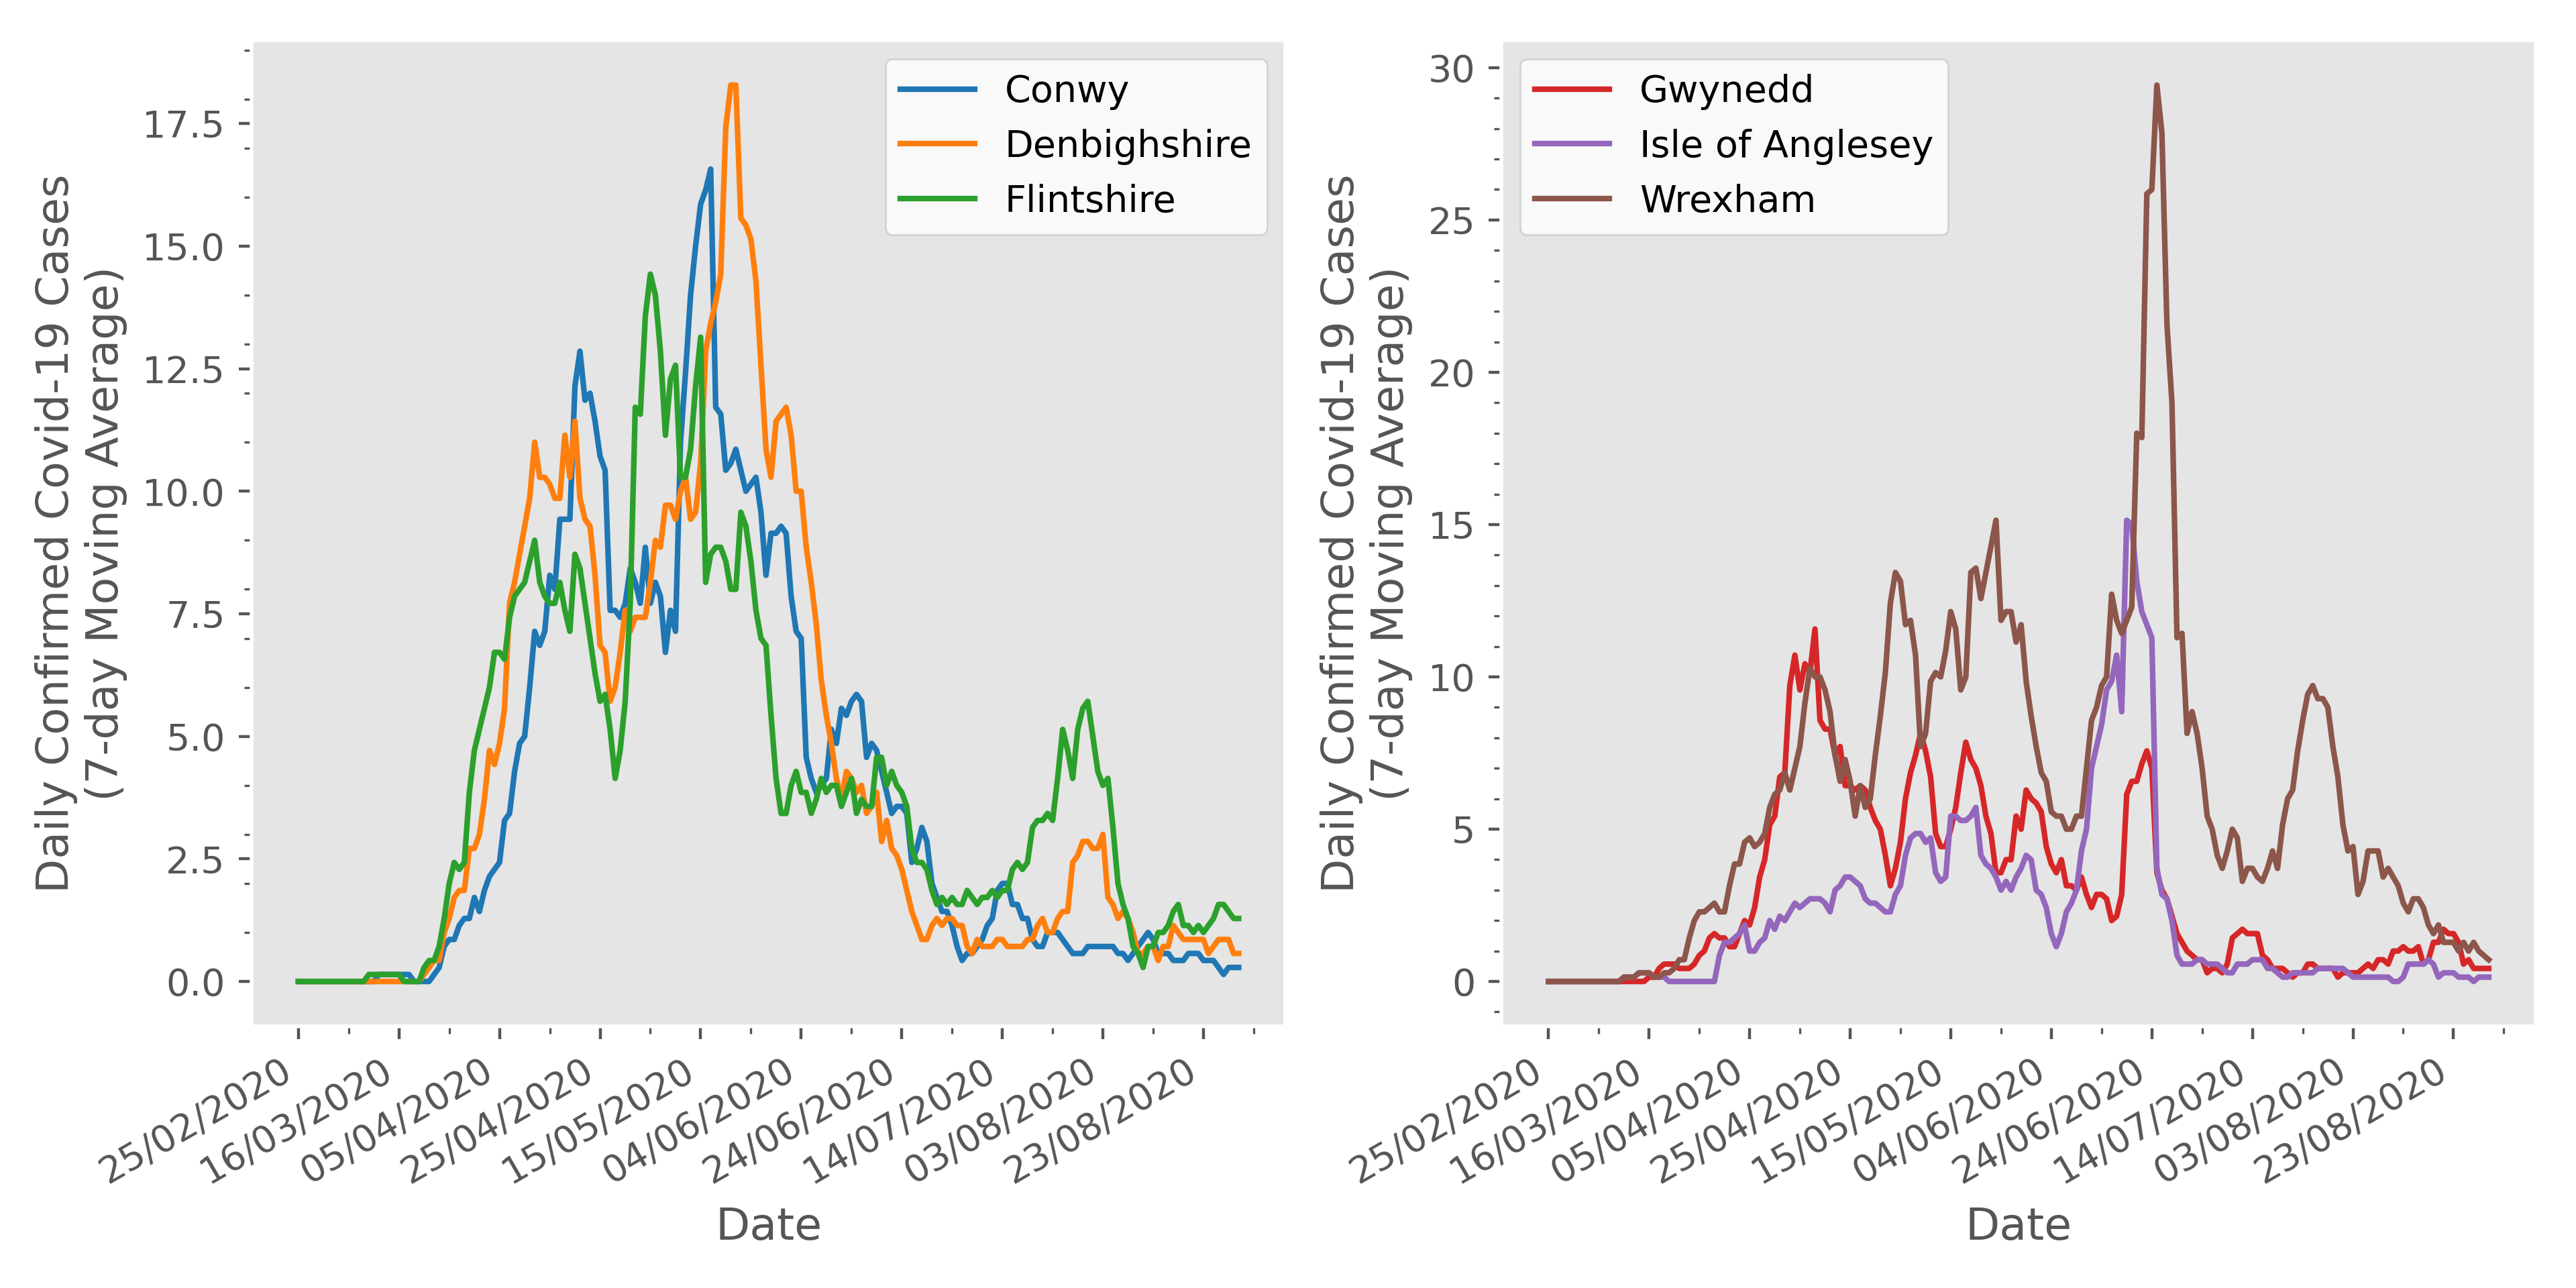 Daily Confirmed Covid-19 Cases
(7-day Moving Average)
17.5
15.0
12.5
10.0
7.5
5.0
2.5
0.0
Conwy
Denbighshire
Flintshire
25/02/2020
16/03/2020
05/04/2020
25/04/2020
15/05/2020
04/06/2020
24/06/2020
14/07/2020
03/08/2020
23/08/2020
Date
Daily Confirmed Covid-19 Cases
(7-day Moving Average)
30
25
20
15
10
5
0
Gwynedd
Isle of Anglesey
Wrexham
25/02/2020
16/03/2020
05/04/2020
25/04/2020
15/05/2020
04/06/2020
24/06/2020
14/07/2020
03/08/2020
23/08/2020
Date